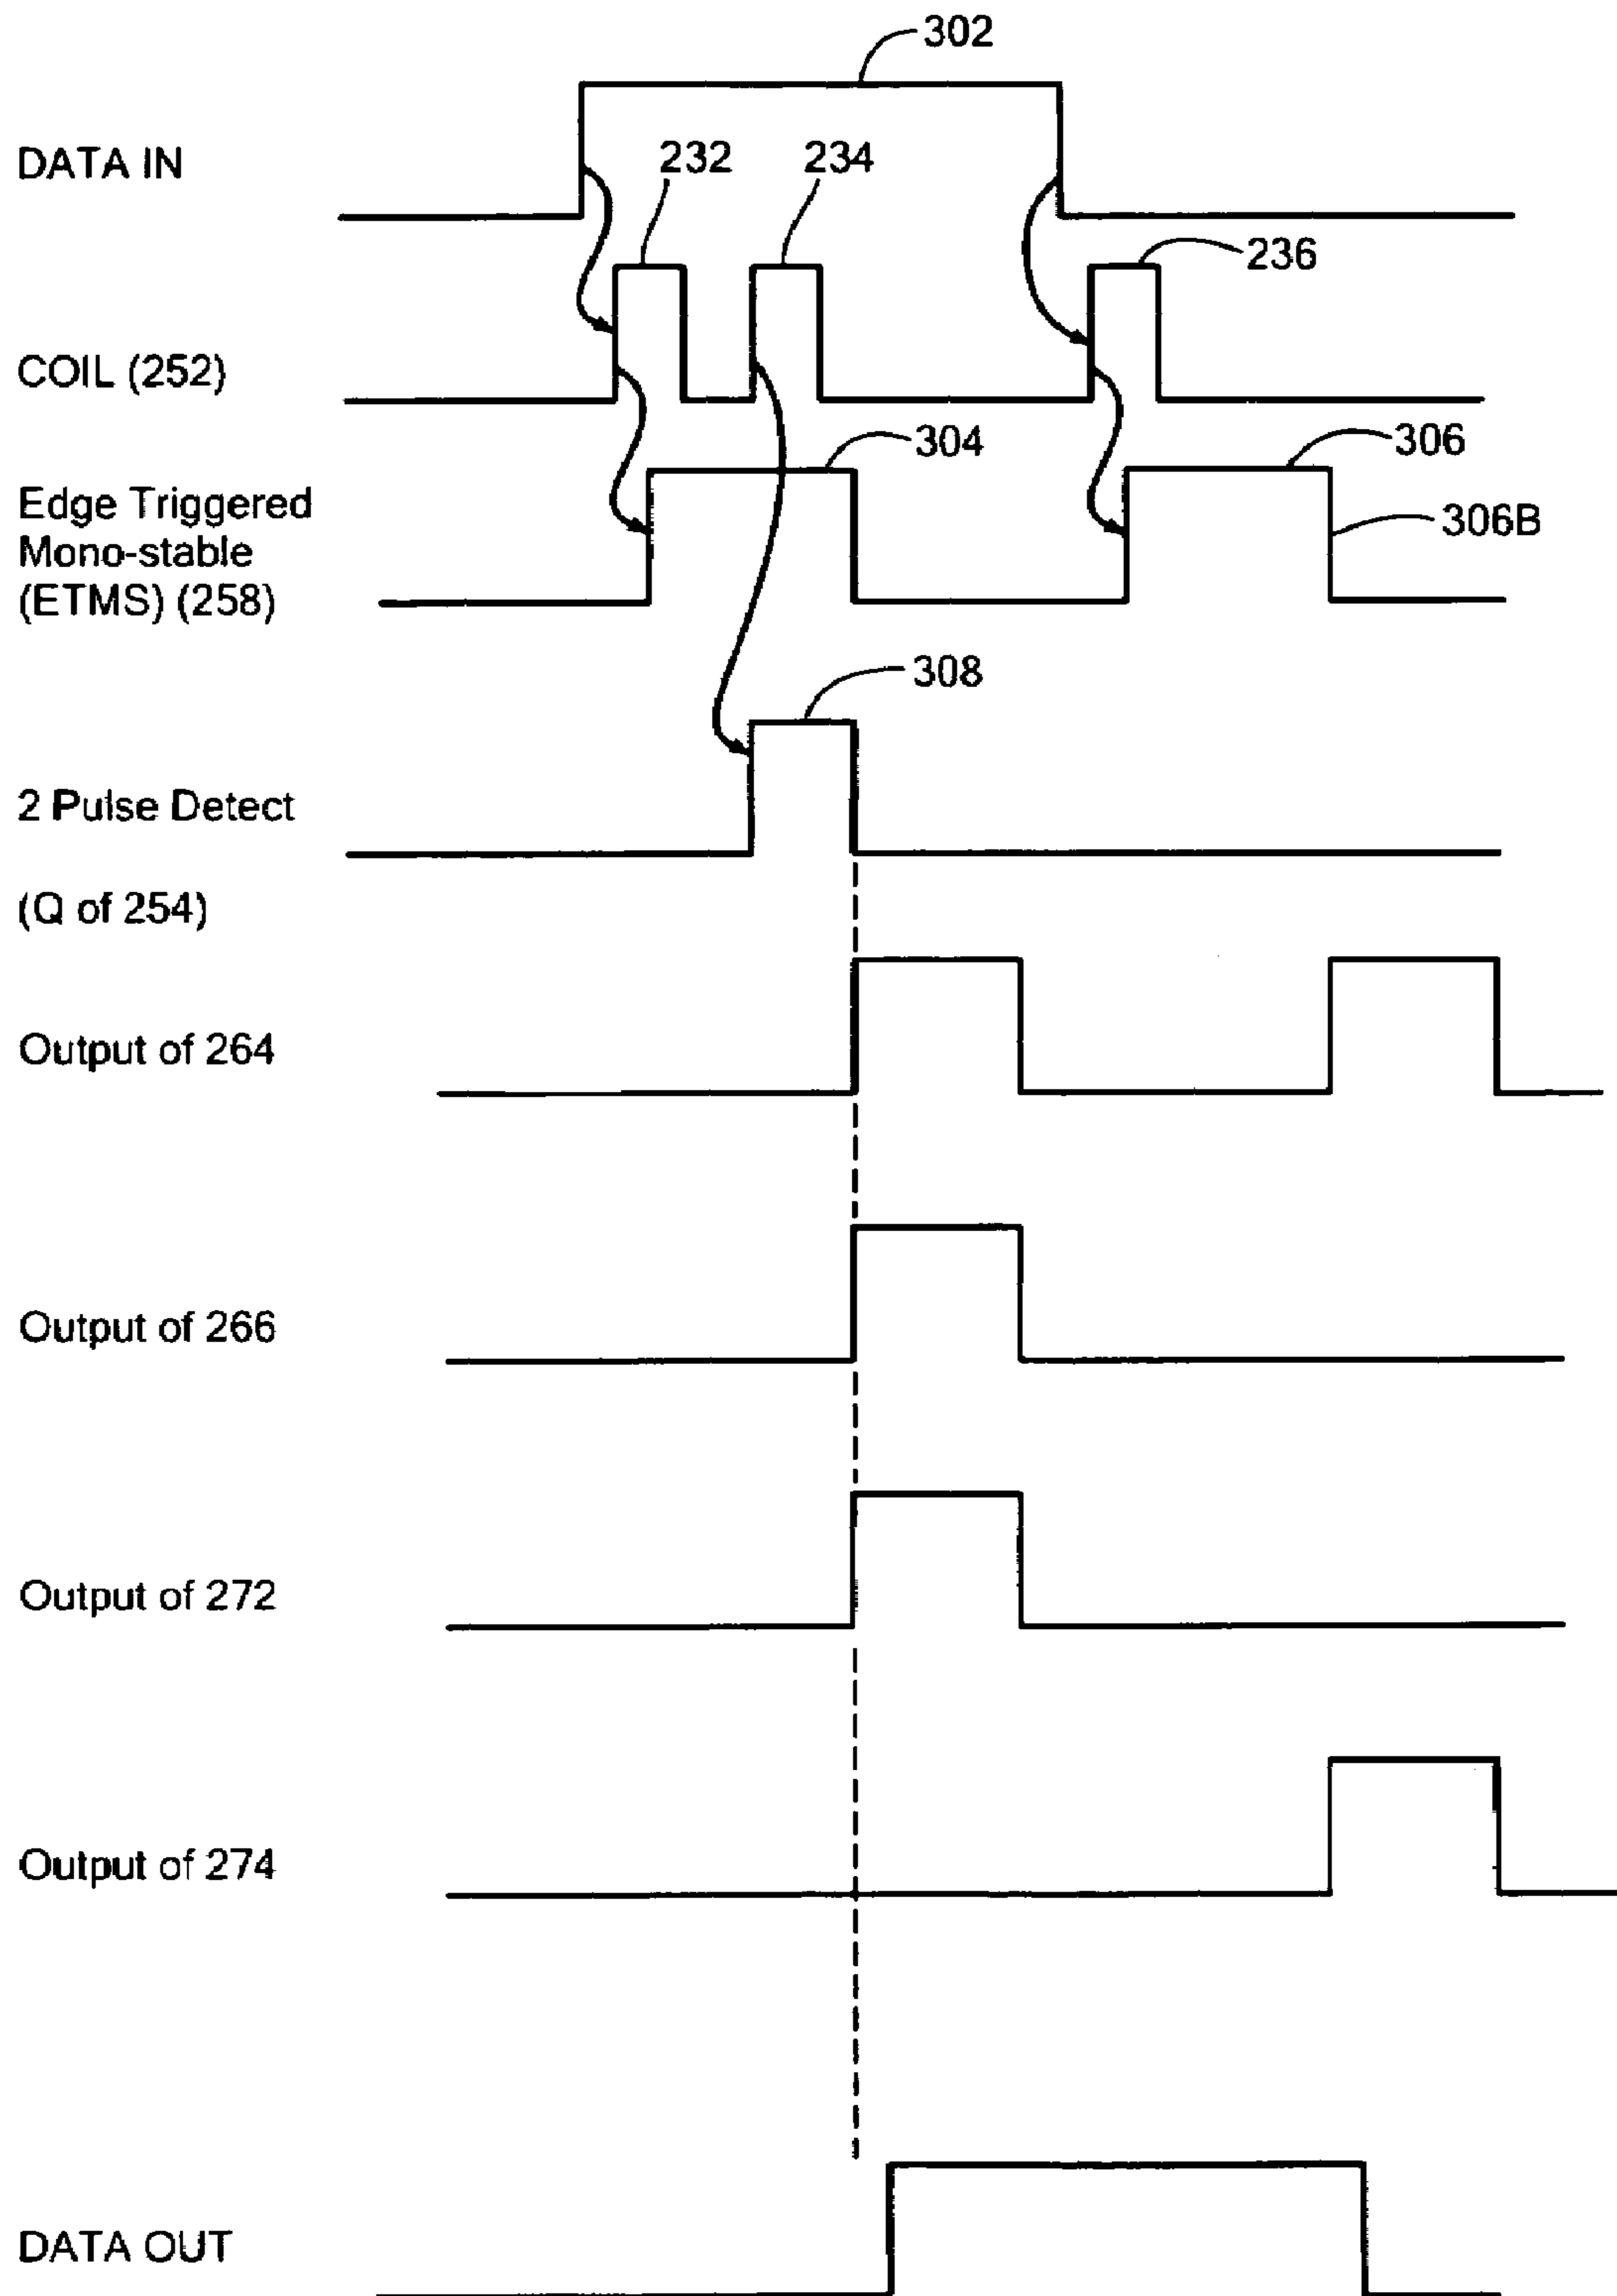 302
DATA IN
232
234
236
COIL (252)
304
306
Edge Triggered
Mono-stable
(ETMS) (258)
306B
308
2 Pulse Detect
(Q of 254)
Output of 264
Output of 266
Output of 272
Output of 274
DATA OUT